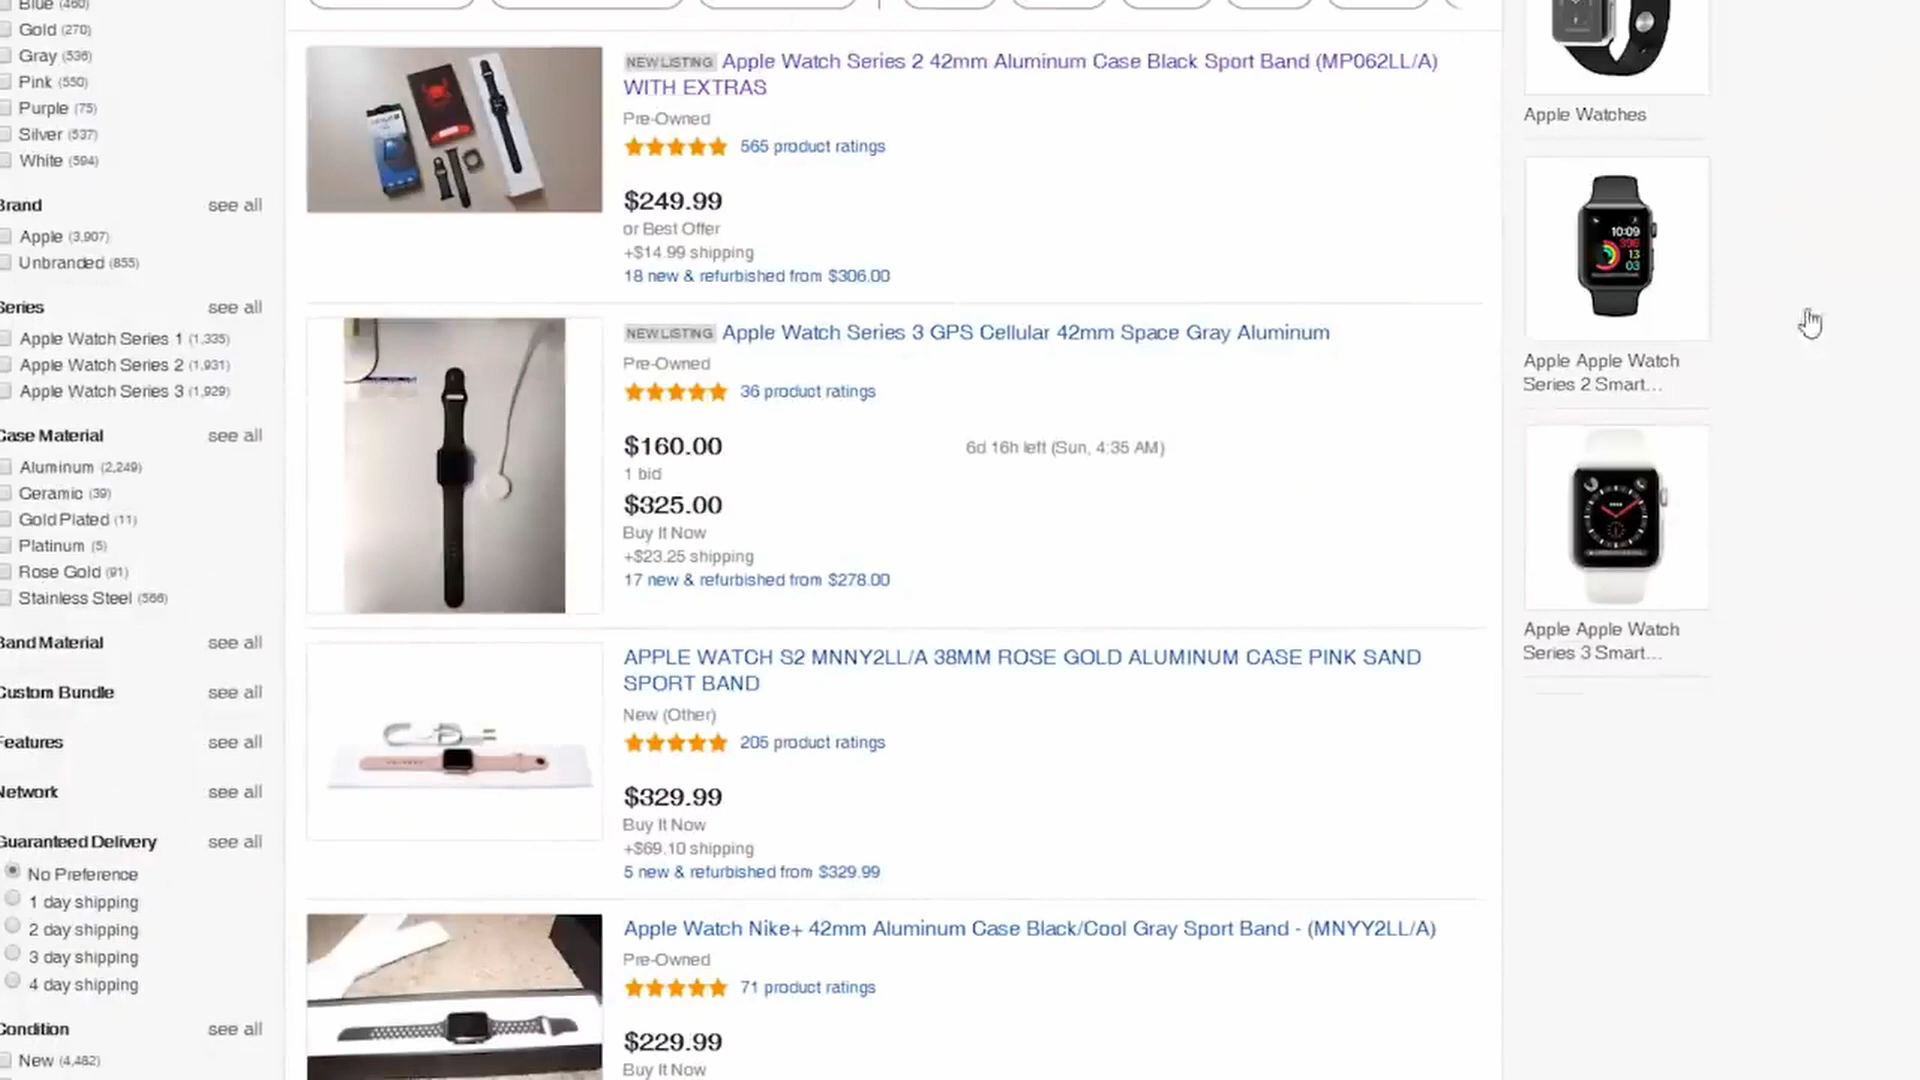 Blue (460)
Gold (270)
Gray (536)
Pink (550)
Purple (75)
Silver (537)
White (594)
Brand see all
Apple (3,907)
Unbranded (855)
Series see all
Apple Watch Series 1 (1,335)
Apple Watch Series 2 (1,931)
Apple Watch Series 3 (1,929)
Case Material see all
Aluminum (2,249)
Ceramic (39)
Gold Plated (11)
Platinum (5)
Rose Gold (91)
Stainless Steel (566)
Band Material see all
Custom Bundle see all
Features see all
Network see all
Guaranteed Delivery see all
No Preference
1 day shipping
2 day shipping
3 day shipping
4 day shipping
Condition see all
New (4,482)
NEW LISTING Apple Watch Series 2 42mm Aluminum Case Black Sport Band (MP062LL/A)
WITH EXTRAS
Pre-Owned
565 product ratings
$249.99
or Best Offer
+$14.99 shipping
18 new & refurbished from $306.00
NEW LISTING Apple Watch Series 3 GPS Cellular 42mm Space Gray Aluminum
Pre-Owned
36 product ratings
$160.00 6d 16h left (Sun, 4:35 AM)
1 bid
$325.00
Buy It Now
+$23.25 shipping
17 new & refurbished from $278.00
APPLE WATCH S2 MNNY2LL/A 38MM ROSE GOLD ALUMINUM CASE PINK SAND
SPORT BAND
New (Other)
205 product ratings
$329.99
Buy It Now
+$69.10 shipping
5 new & refurbished from $329.99
Apple Watch Nike+ 42mm Aluminum Case Black/Cool Gray Sport Band - (MNYY2LL/A)
Pre-Owned
71 product ratings
$229.99
Buy It Now
Apple Watches
10:09
13
03
Apple Apple Watch
Series 2 Smart...
Apple Apple Watch
Series 3 Smart...